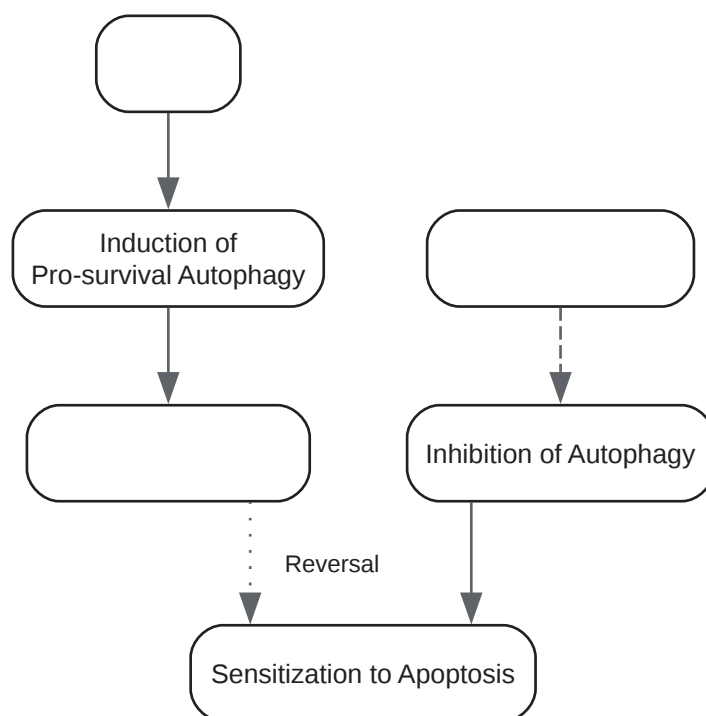 Induction of
Pro-survival Autophagy
Inhibition of Autophagy
Reversal
Sensitization to Apoptosis